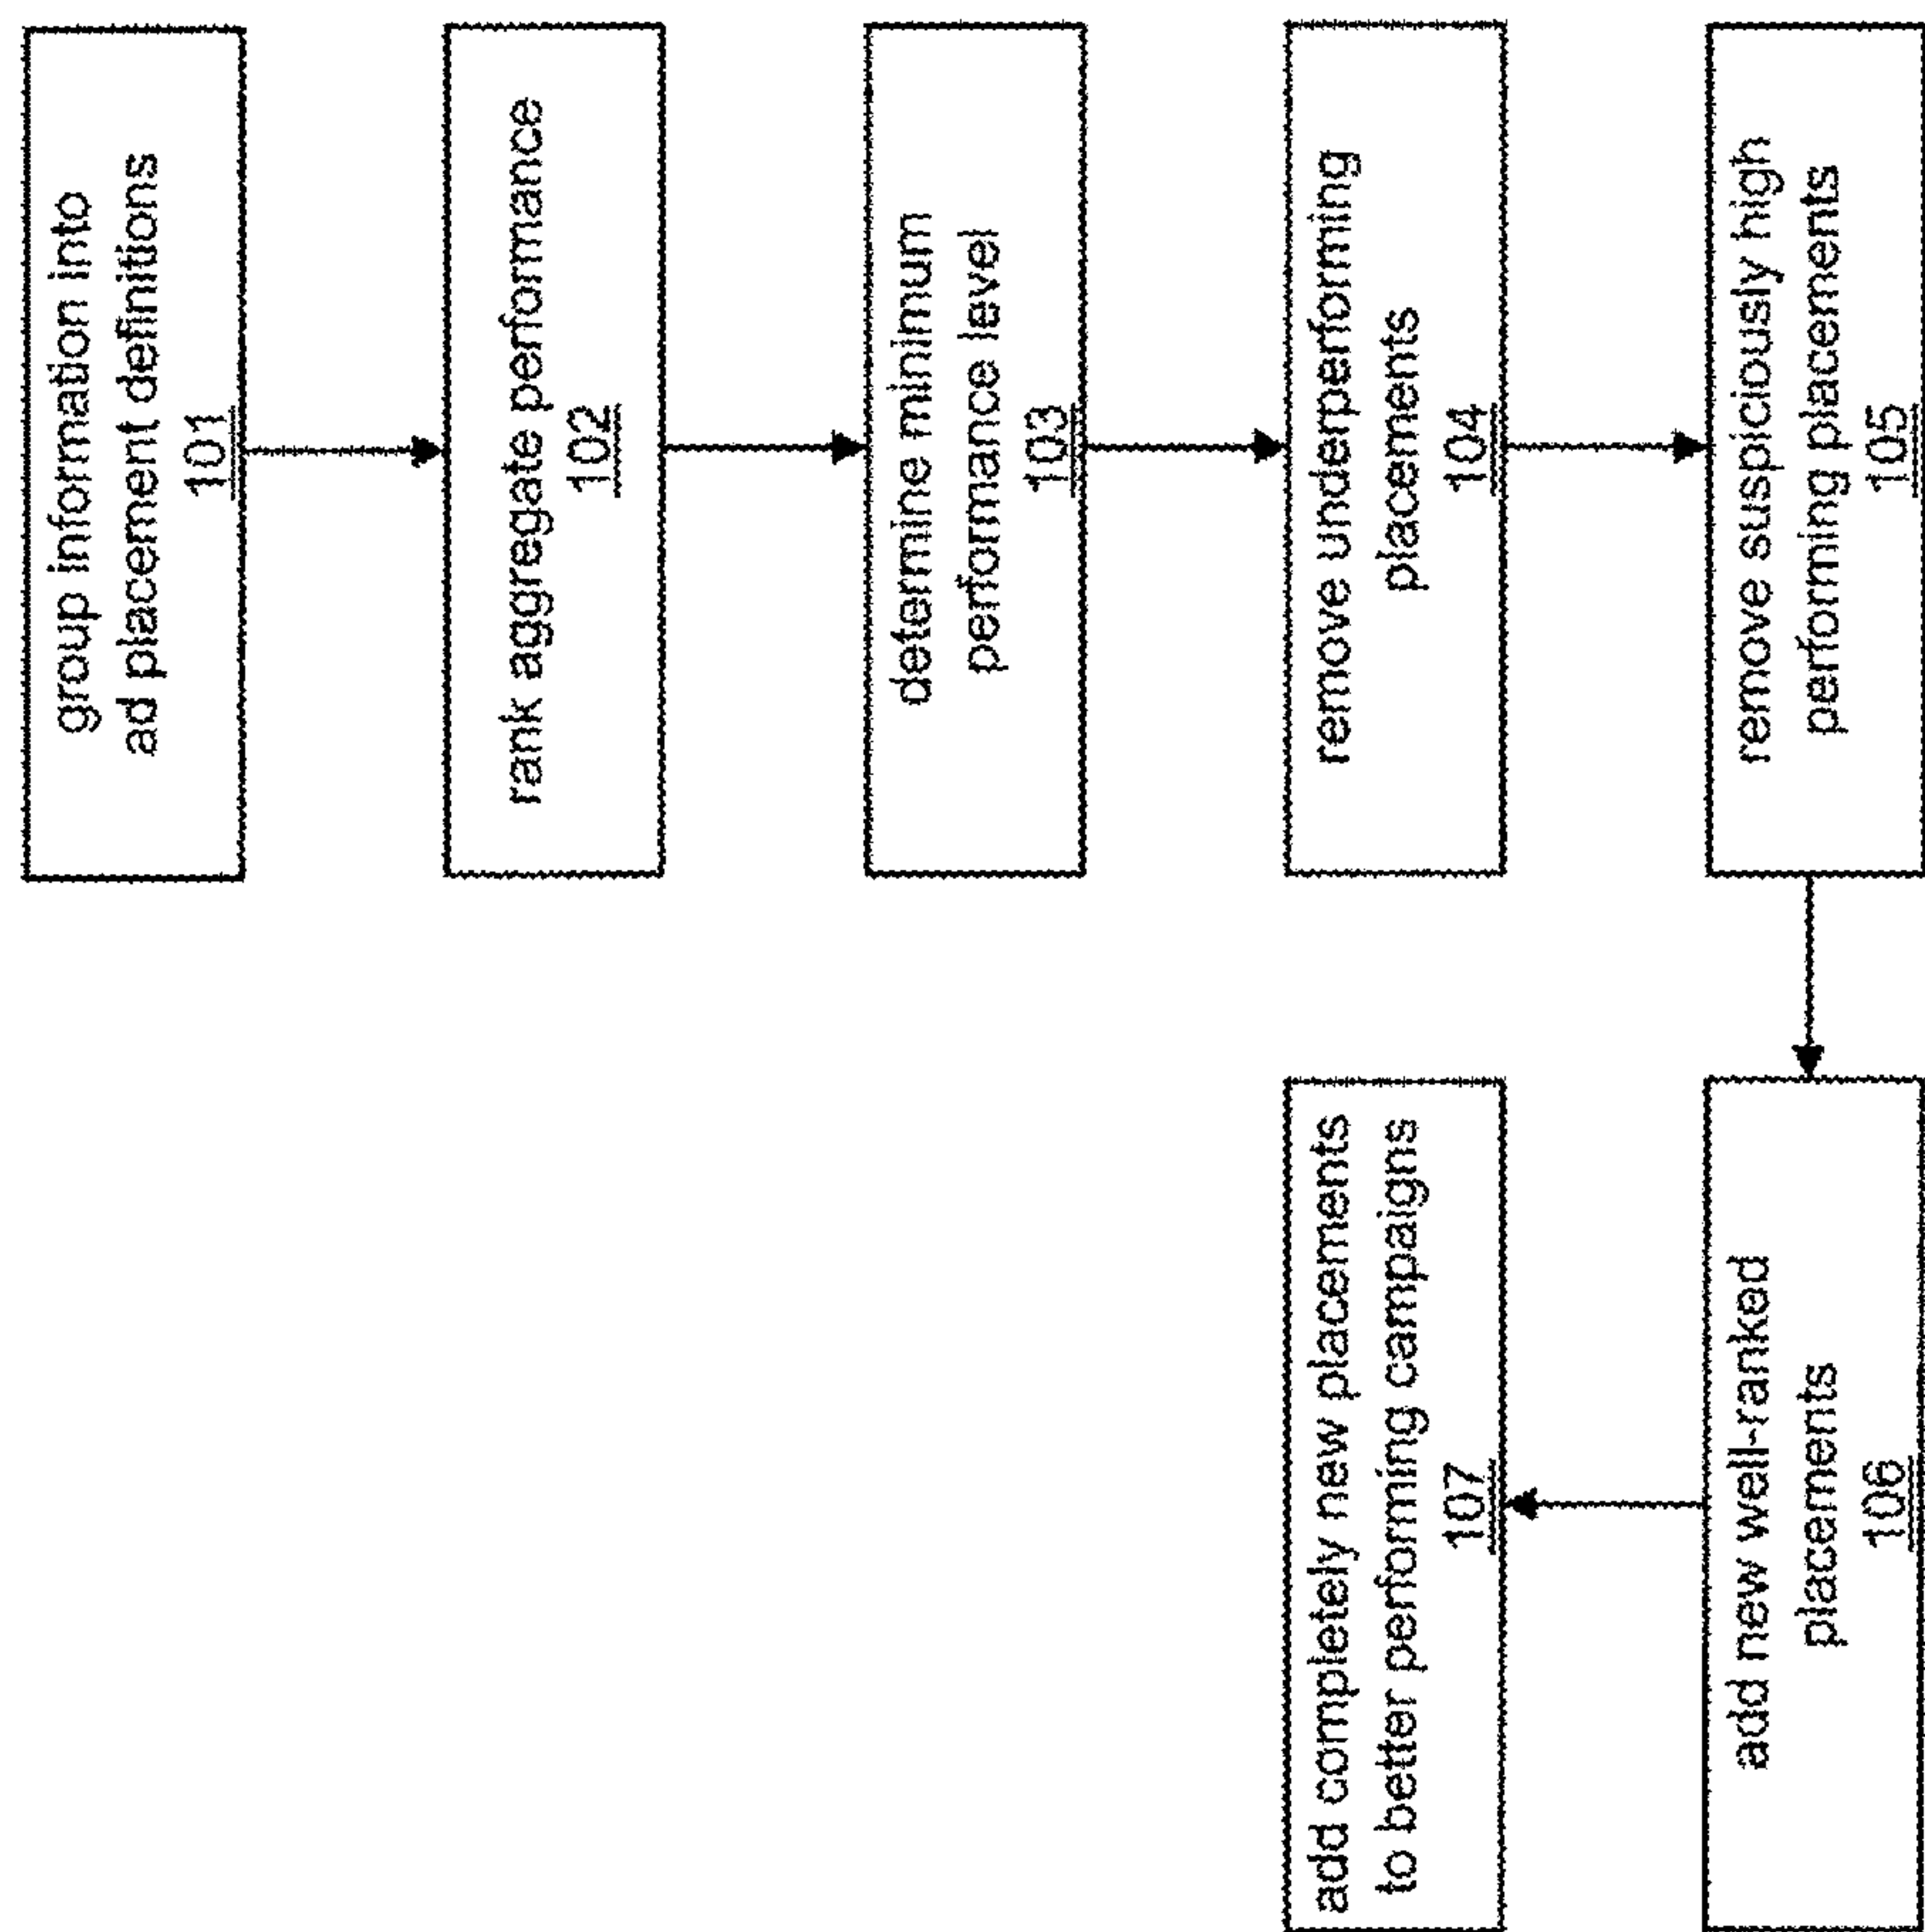 group information into
ad placement definitions
101
rank aggregate performance
102
determine minimum
performance level
103
remove underperforming
placements
104
remove suspiciously high
performing placements
105
add new well-ranked
placements
106
add completely new placements
to better performing campaigns
107